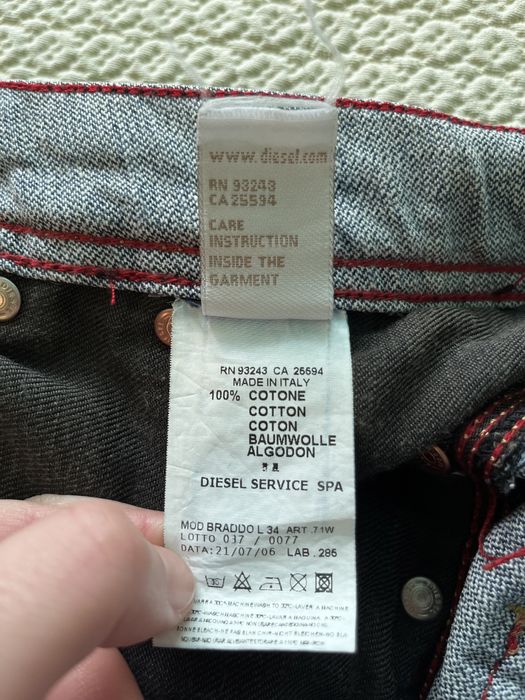 www.diesel.com
RN 93243
CA 25594
CARE
INSTRUCTION
INSIDE THE
GARMENT
RN 93243 CA 25594
MADE IN ITALY
100% COTONE
COTTON
COTON
BAUMWOLLE
ALGODON
DIESEL SERVICE SPA
MOD BRADDO L 34 ART .71W
LOTTO 037 / 0077
DATA: 21/07/06 LAB .286